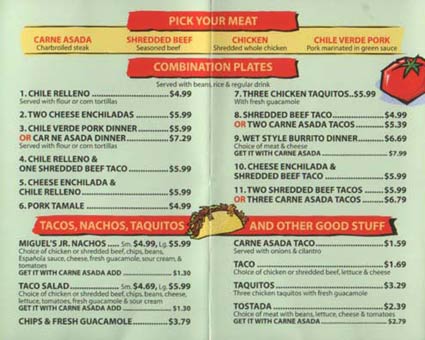 PICK YOUR MEAT
CARNE ASADA
Charbroiled steak
SHREDDED BEEF
Seasoned beef
CHICKEN
Shredded whole chicken
CHILE VERDE PORK
Pork marinated in green sauce
COMBINATION PLATES
Served with beans, rice & regular drink
1. CHILE RELLENO $4.99
Served with flour or corn tortillas
2. TWO CHEESE ENCHILADAS $5.99
3. CHILE VERDE PORK DINNER $5.99
OR CARNE ASADA DINNER $7.29
Served with flour or corn tortillas
4. CHILE RELLENO &
ONE SHREDDED BEEF TACO $5.99
5. CHEESE ENCHILADA &
CHILE RELLENO $5.99
6. PORK TAMALE $4.99
7. THREE CHICKEN TAQUITOS..$5.99
With fresh guacamole
8. SHREDDED BEEF TACO $4.99
OR TWO CARNE ASADA TACOS $5.39
9. WET STYLE BURRITO DINNER $6.69
Choice of meat & cheese
GET IT WITH CARNE ASADA $7.99
10. CHEESE ENCHILADA &
SHREDDED BEEF TACO $5.99
11. TWO SHREDDED BEEF TACOS $5.99
OR THREE CARNE ASADA TACOS $6.79
TACOS, NACHOS, TAQUITOS
MIGUEL'S JR. NACHOS ..... Sm. $4.99, Lg. $5.99
Choice of chicken or shredded beef, chips, beans,
Española sauce, cheese, fresh guacamole, sour cream, &
tomatoes
GET IT WITH CARNE ASADA ADD $1.30
TACO SALAD Sm. $4.69, Lg. $5.99
Choice of chicken or shredded beef, chips, beans, cheese,
lettuce, tomatoes, fresh guacamole & sour cream
GET IT WITH CARNE ASADA ADD $1.30
CHIPS & FRESH GUACAMOLE $3.79
AND OTHER GOOD STUFF
CARNE ASADA TACO $1.59
Served with onions & cilantro
TACO $1.69
Choice of chicken or shredded beef, lettuce & cheese
TAQUITOS $3.29
Three chicken taquitos with fresh guacamole
TOSTADA $2.39
Choice of meat with beans, lettuce, cheese & tomatoes
GET IT WITH CARNE ASADA $2.79